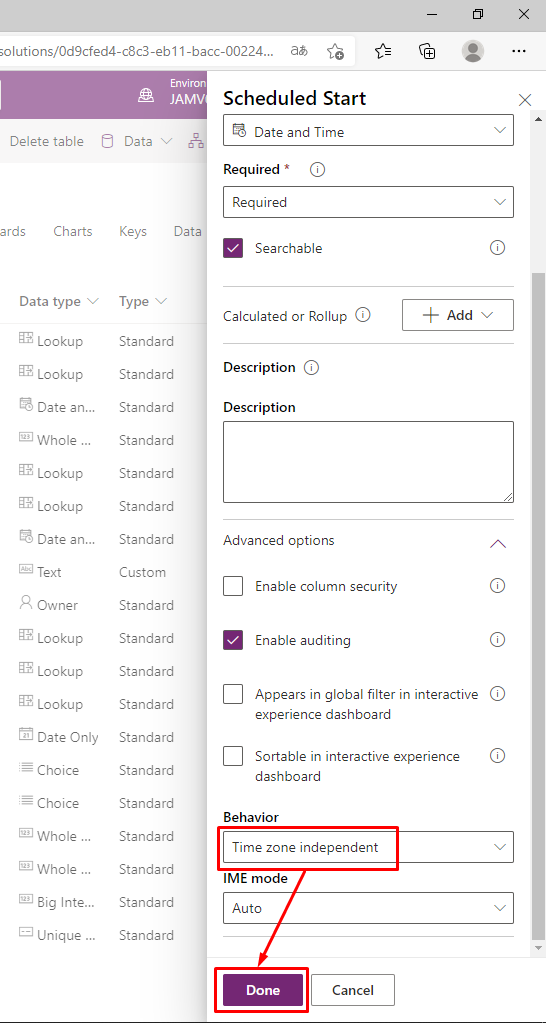 solutions/0d9cfed4-c8c3-eb11-bacc-00224...
Environ
JAMV
Scheduled Start
Delete table
Data
Date and Time
Required *
Required
Searchable
ards
Charts
Keys
Data
Data type
Type
Calculated or Rollup
Add
Lookup
Standard
Lookup
Standard
Date an...
Standard
Whole ...
Standard
Lookup
Standard
Lookup
Standard
Date an...
Standard
Text
Custom
Owner
Standard
Lookup
Standard
Lookup
Standard
Lookup
Standard
Date Only
Standard
Choice
Standard
Choice
Standard
Whole ...
Standard
Whole ...
Standard
Big Inte...
Standard
Unique ...
Standard
Description
Description
Advanced options
Enable column security
Enable auditing
Appears in global filter in interactive
experience dashboard
Sortable in interactive experience
dashboard
Behavior
Time zone independent
IME mode
Auto
Done
Cancel